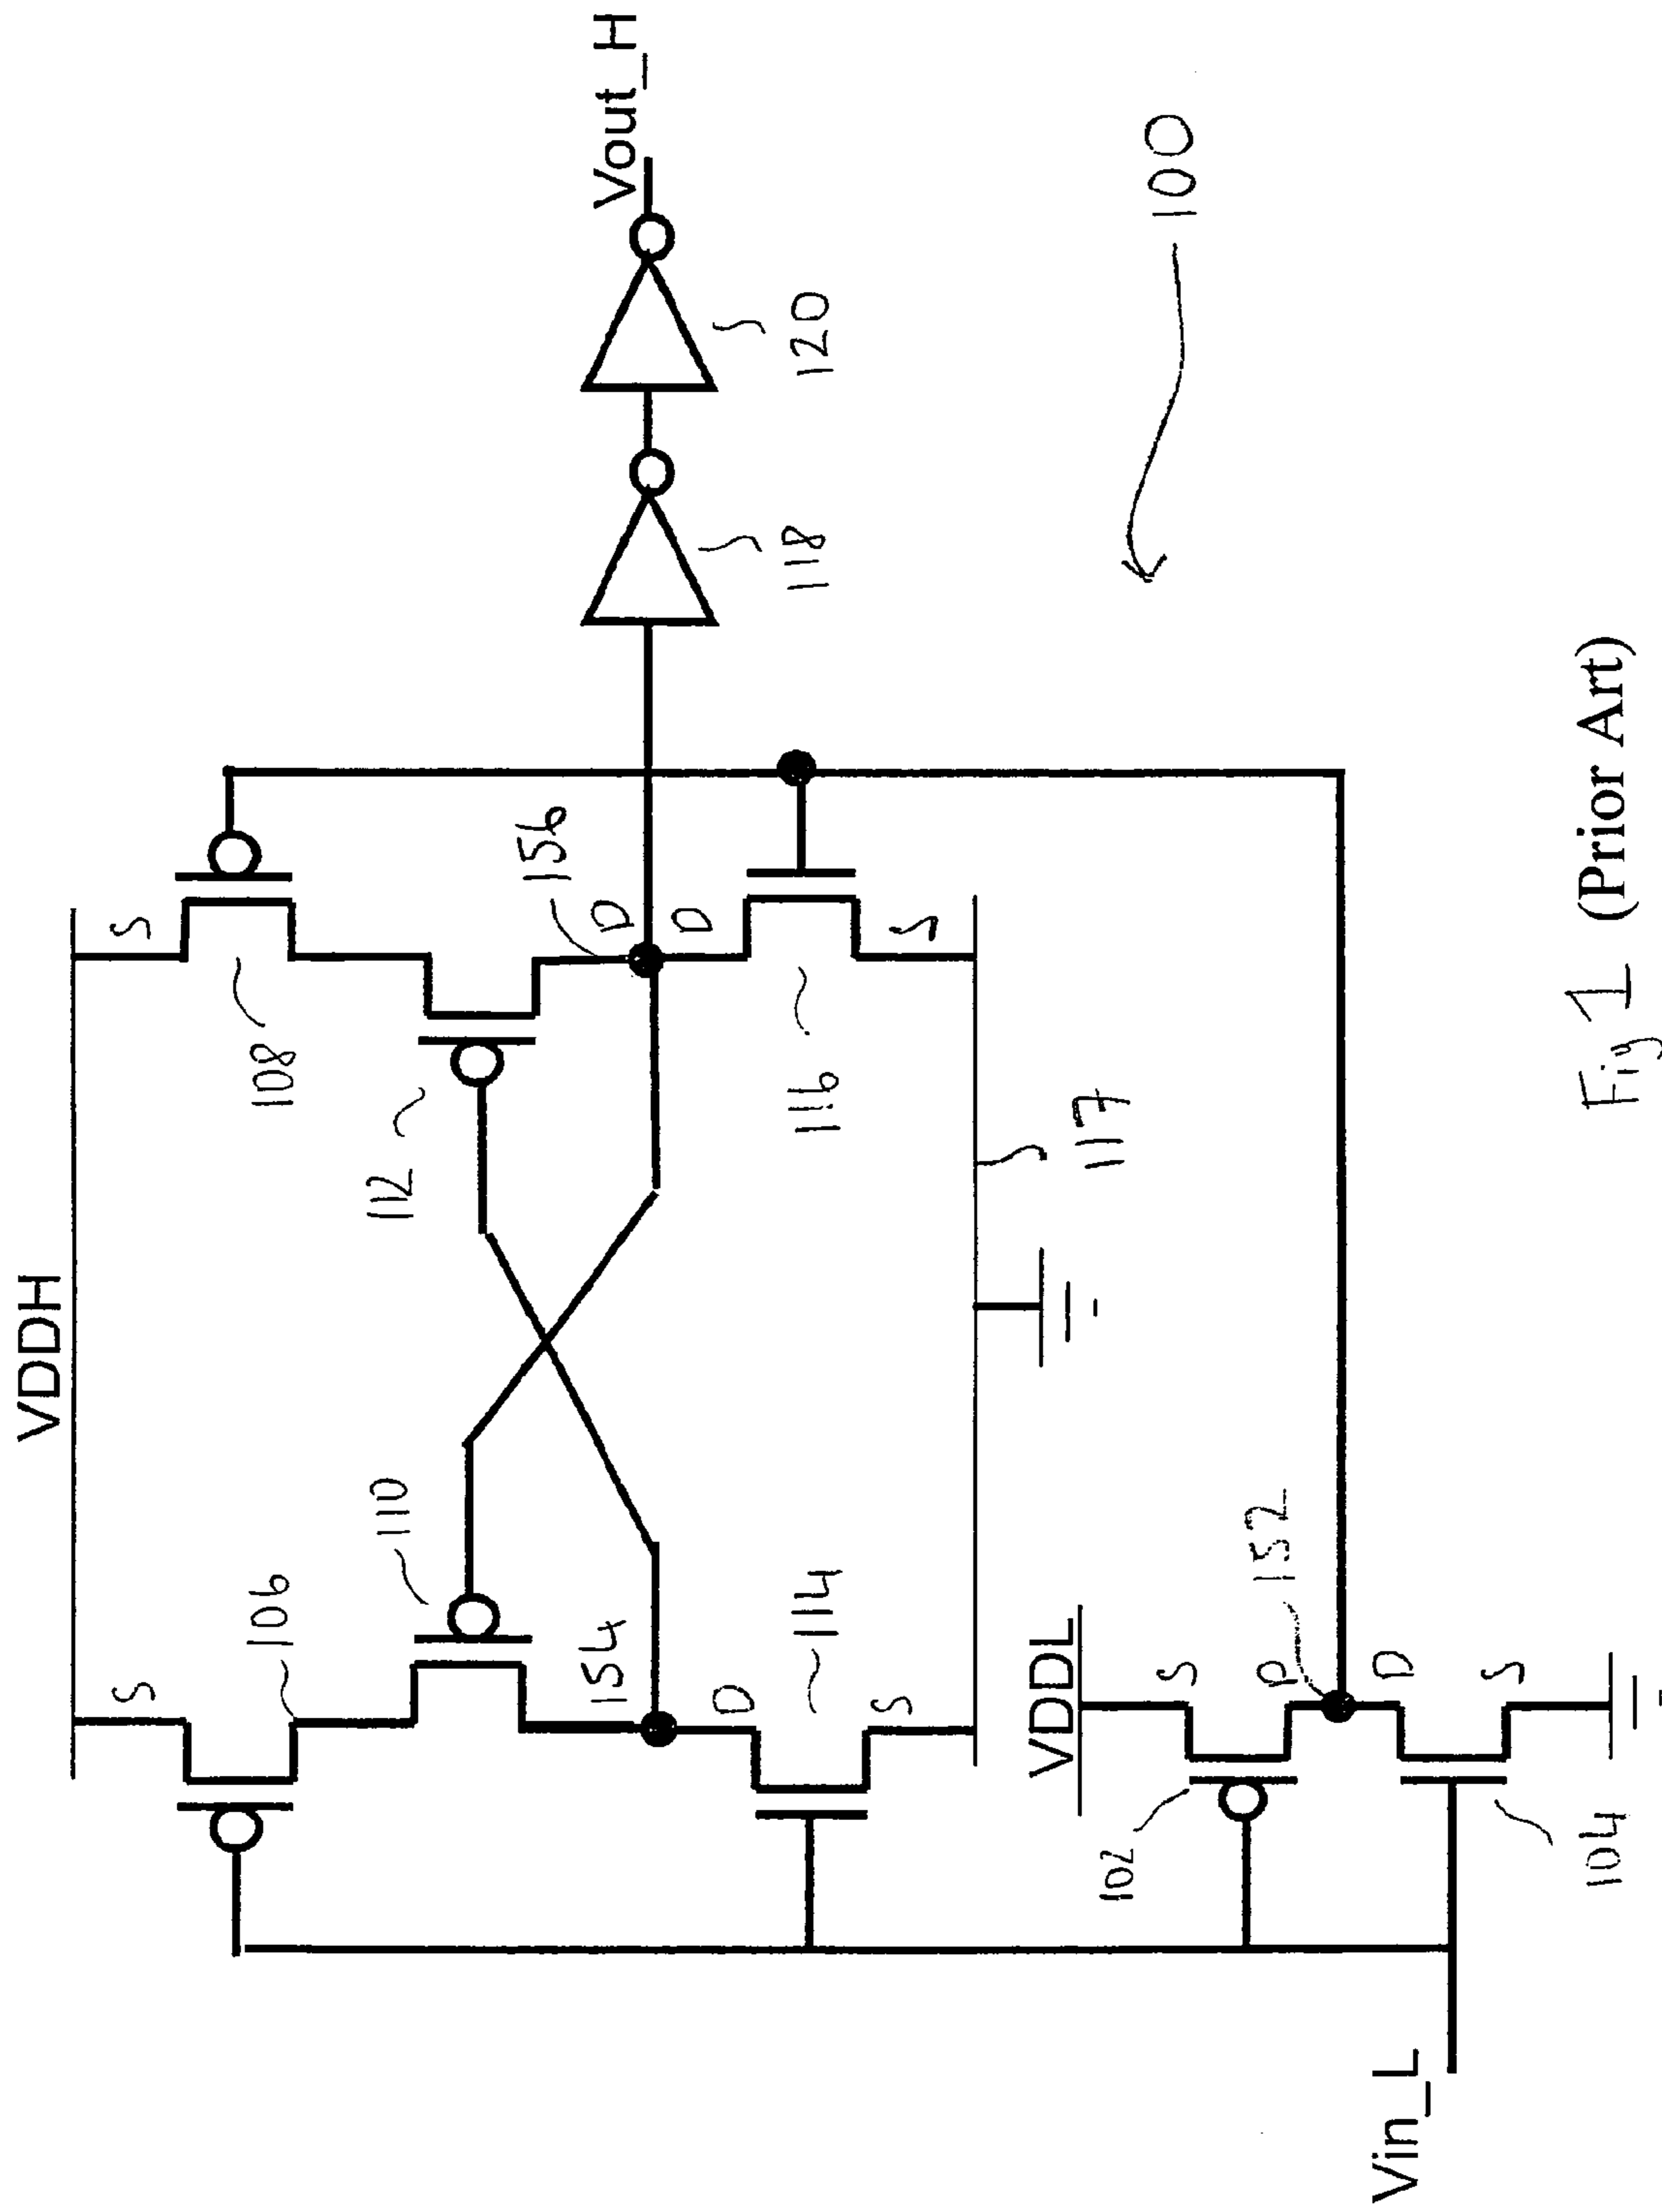 VDDH
S
S
106
108
110
112
154
156
D
D
D
114
116
S
S
117
118
120
Vout_H
VDDL
S
102
D
152
D
104
S
Vin_L
100
Fig 1 (Prior Art)